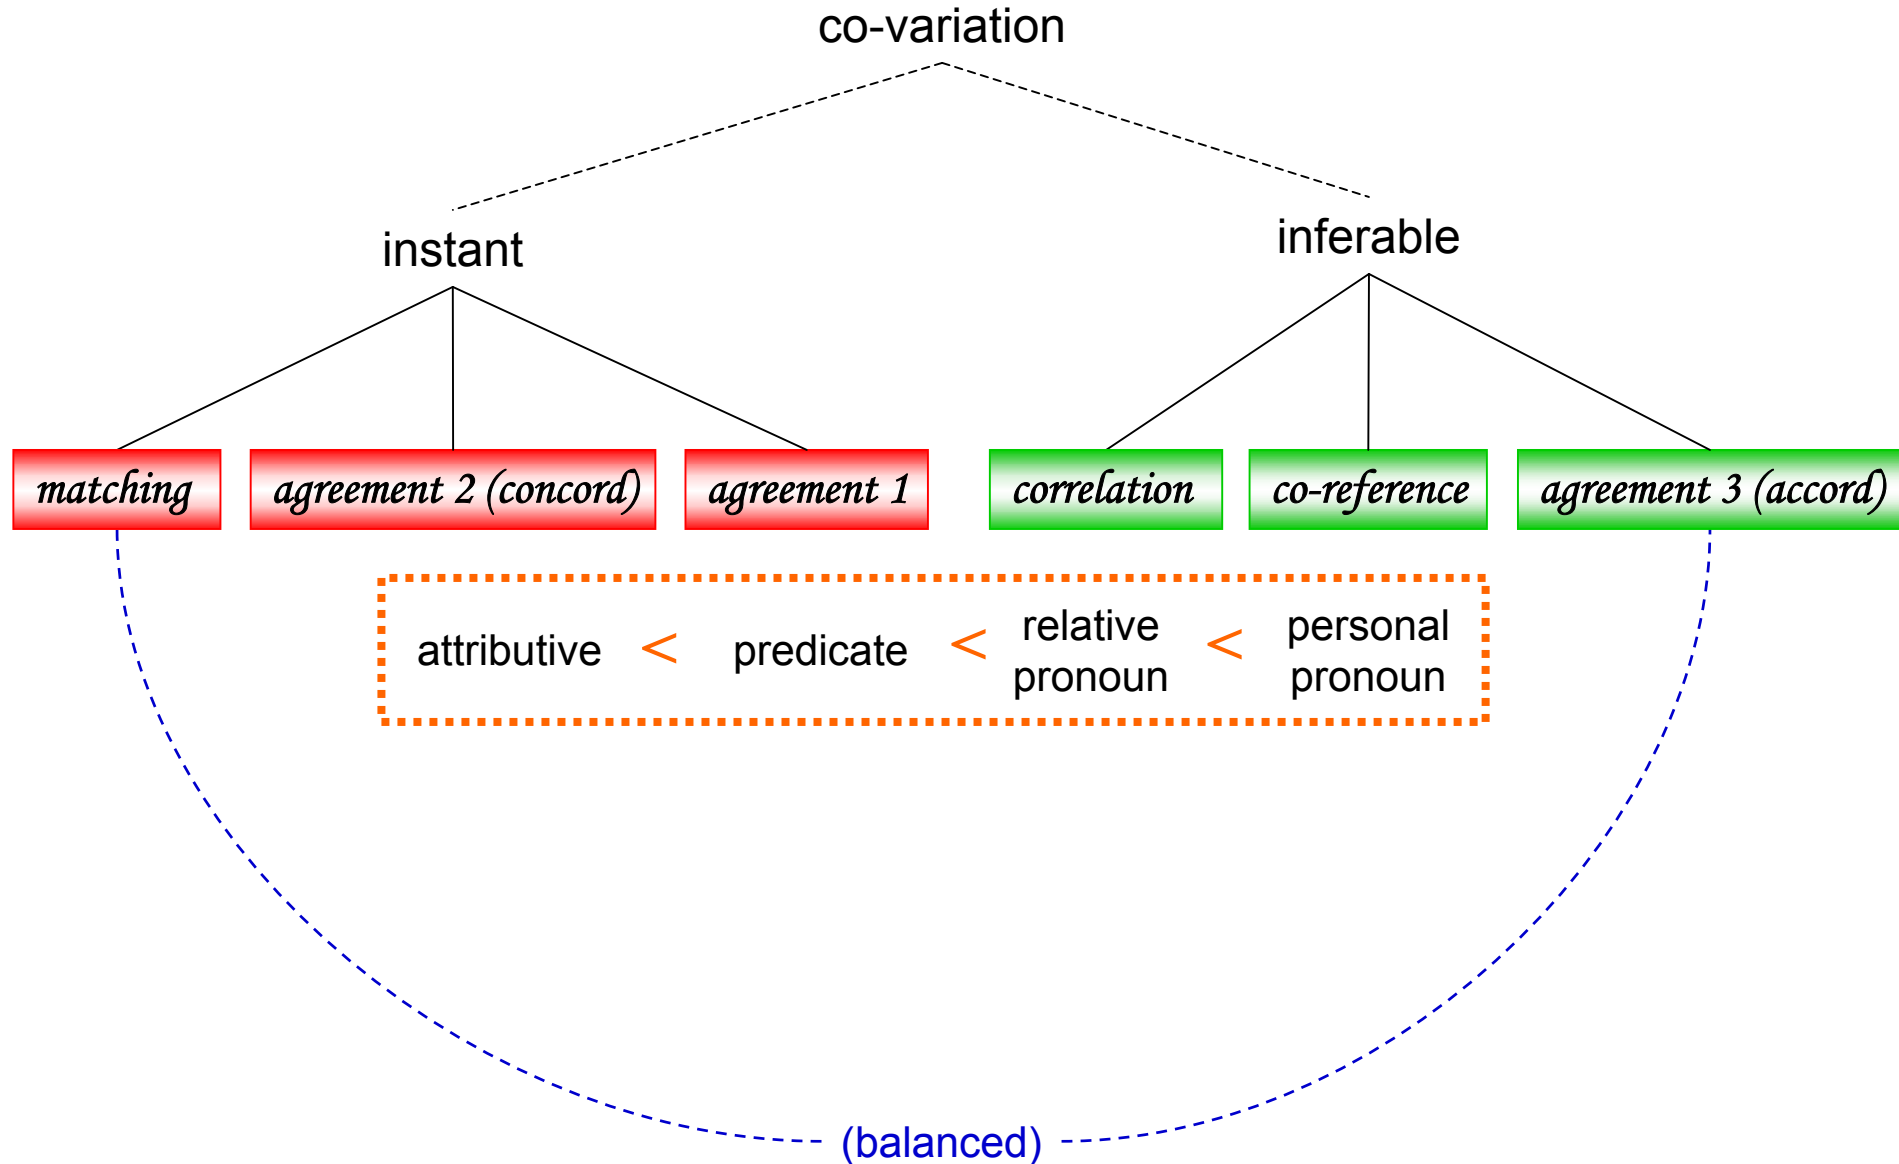 co-variation
instant
inferable
matching
agreement 2 (concord)
agreement 1
correlation
co-reference
agreement 3 (accord)
attributive < predicate < relative pronoun < personal pronoun
(balanced)